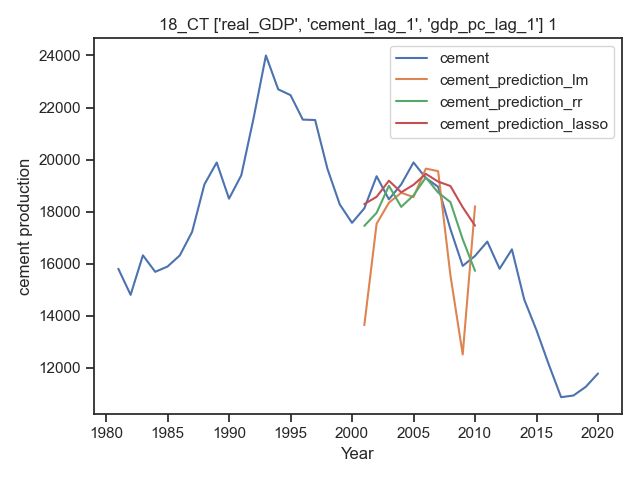 18_CT ['real_GDP', 'cement_lag_1', 'gdp_pc_lag_1'] 1
cement
cement_prediction_lm
cement_prediction_rr
cement_prediction_lasso
cement production
24000
22000
20000
18000
16000
14000
12000
1980 1985 1990 1995 2000 2005 2010 2015 2020
Year